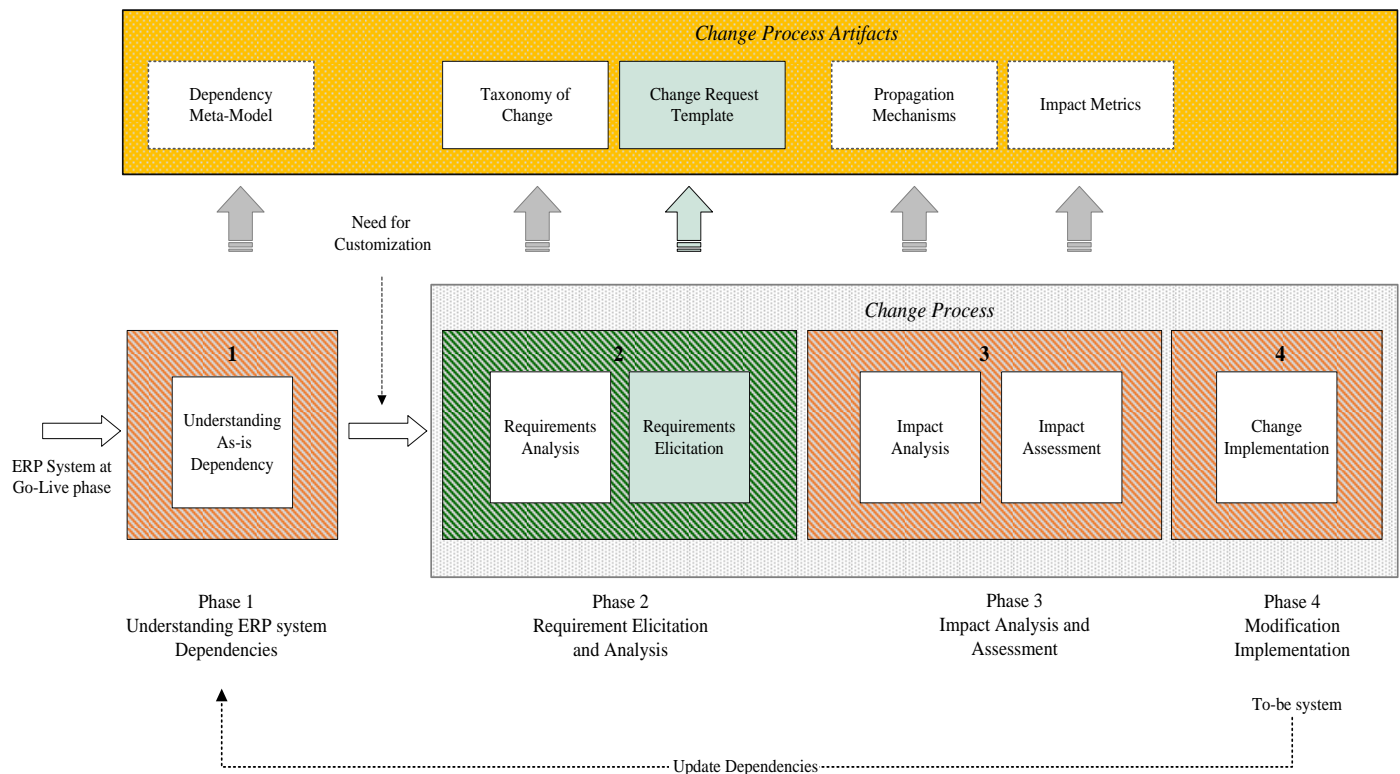 Change Process Artifacts
Dependency
Meta-Model
Taxonomy of
Change
Change Request
Template
Propagation
Mechanisms
Impact Metrics
Need for
Customization
Change Process
1
2
3
4
Understanding
As-is
Dependency
Requirements
Analysis
Requirements
Elicitation
Impact
Analysis
Impact
Assessment
Change
Implementation
ERP System at
Go-Live phase
Phase 1
Understanding ERP system
Dependencies
Phase 2
Requirement Elicitation
and Analysis
Phase 3
Impact Analysis and
Assessment
Phase 4
Modification
Implementation
To-be system
Update Dependencies